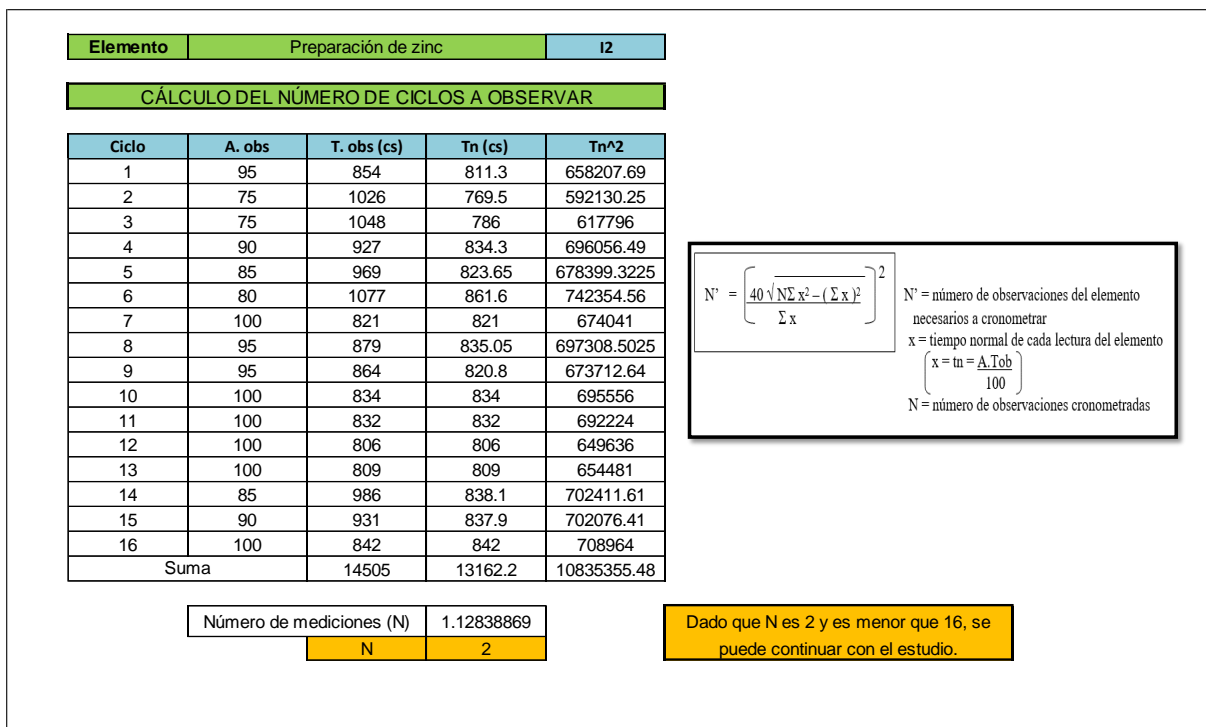 Elemento Preparación de zinc I2
CÁLCULO DEL NÚMERO DE CICLOS A OBSERVAR
Ciclo A. obs T. obs (cs) Tn (cs) Tn^2
1 95 854 811.3 658207.69
2 75 1026 769.5 592130.25
3 75 1048 786 617796
4 90 927 834.3 696056.49
5 85 969 823.65 678399.3225
6 80 1077 861.6 742354.56
7 100 821 821 674041
8 95 879 835.05 697308.5025
9 95 864 820.8 673712.64
10 100 834 834 695556
11 100 832 832 692224
12 100 806 806 649636
13 100 809 809 654481
14 85 986 838.1 702411.61
15 90 931 837.9 702076.41
16 100 842 842 708964
Suma 14505 13162.2 10835355.48
N' = (40 √ NΣ x² – ( Σ x )² / Σ x)²
N' = número de observaciones del elemento
necesarios a cronometrar
x = tiempo normal de cada lectura del elemento
(x = tn = A.Tob / 100)
N = número de observaciones cronometradas
Número de mediciones (N) 1.12838869
N 2
Dado que N es 2 y es menor que 16, se
puede continuar con el estudio.